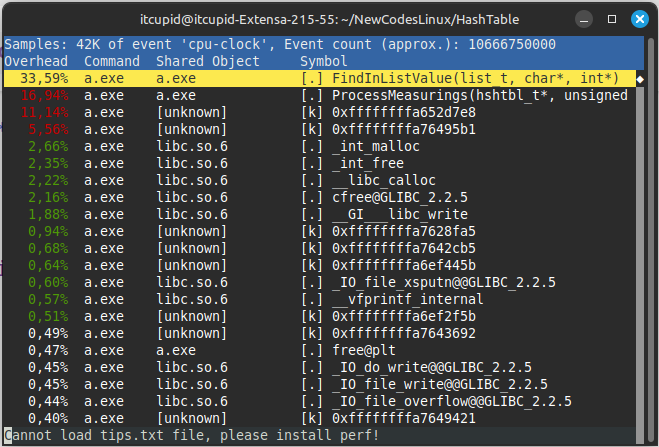 itcupid@itcupid-Extensa-215-55: ~/NewCodesLinux/HashTable
Samples: 42K of event 'cpu-clock', Event count (approx.): 10666750000
Overhead  Command  Shared Object     Symbol
33,59%  a.exe    a.exe             [.] FindInListValue(list_t, char*, int*)
16,94%  a.exe    a.exe             [.] ProcessMeasurings(hshtbl_t*, unsigned
11,14%  a.exe    [unknown]         [k] 0xffffffffa652d7e8
5,56%  a.exe    [unknown]         [k] 0xffffffffa76495b1
2,66%  a.exe    libc.so.6         [.] _int_malloc
2,35%  a.exe    libc.so.6         [.] _int_free
2,22%  a.exe    libc.so.6         [.] __libc_calloc
2,16%  a.exe    libc.so.6         [.] cfree@GLIBC_2.2.5
1,88%  a.exe    libc.so.6         [.] __GI___libc_write
0,94%  a.exe    [unknown]         [k] 0xffffffffa7628fa5
0,68%  a.exe    [unknown]         [k] 0xffffffffa7642cb5
0,64%  a.exe    [unknown]         [k] 0xffffffffa6ef445b
0,60%  a.exe    libc.so.6         [.] _IO_file_xsputn@@GLIBC_2.2.5
0,57%  a.exe    libc.so.6         [.] __vfprintf_internal
0,51%  a.exe    [unknown]         [k] 0xffffffffa6ef2f5b
0,49%  a.exe    [unknown]         [k] 0xffffffffa7643692
0,47%  a.exe    a.exe             [.] free@plt
0,45%  a.exe    libc.so.6         [.] _IO_do_write@@GLIBC_2.2.5
0,45%  a.exe    libc.so.6         [.] _IO_file_write@@GLIBC_2.2.5
0,44%  a.exe    libc.so.6         [.] _IO_file_overflow@@GLIBC_2.2.5
0,40%  a.exe    [unknown]         [k] 0xffffffffa7649421
Cannot load tips.txt file, please install perf!